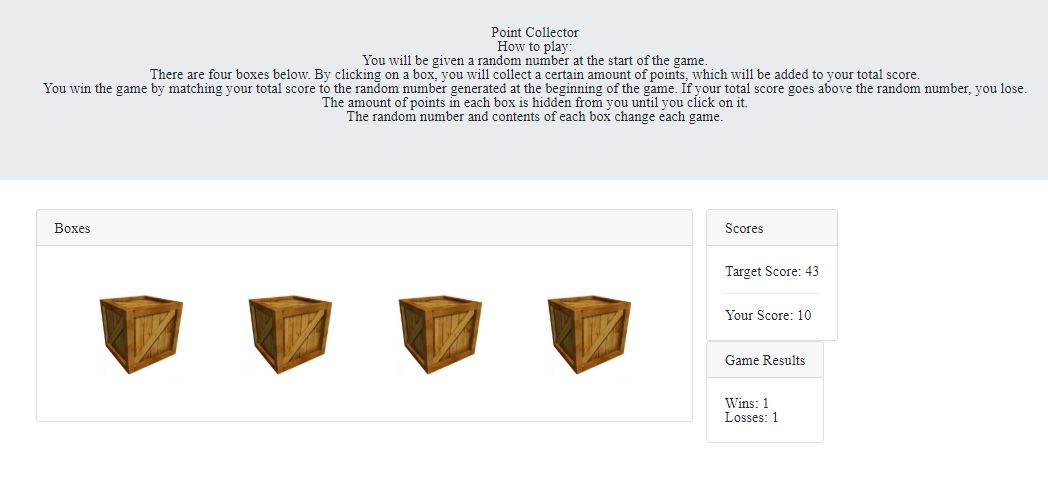 Point Collector
How to play:
You will be given a random number at the start of the game.
There are four boxes below. By clicking on a box, you will collect a certain amount of points, which will be added to your total score.
You win the game by matching your total score to the random number generated at the beginning of the game. If your total score goes above the random number, you lose.
The amount of points in each box is hidden from you until you click on it.
The random number and contents of each box change each game.
Boxes
Scores
Target Score: 43
Your Score: 10
Game Results
Wins: 1
Losses: 1